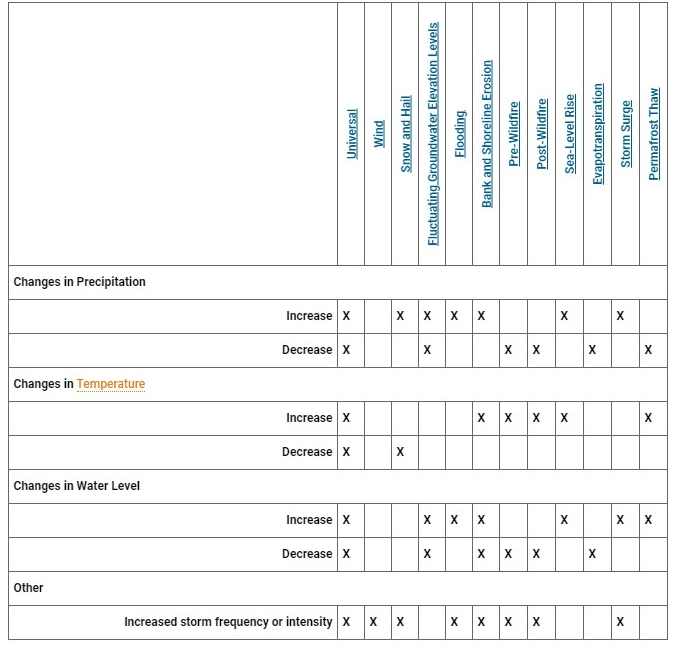 Universal
Wind
Snow and Hail
Fluctuating Groundwater Elevation Levels
Flooding
Bank and Shoreline Erosion
Pre-Wildfire
Post-Wildfire
Sea-Level Rise
Evapotranspiration
Storm Surge
Permafrost Thaw
Changes in Precipitation
Increase X X X X X X X
Decrease X X X X X X
Changes in Temperature
Increase X X X X X X
Decrease X X
Changes in Water Level
Increase X X X X X X X
Decrease X X X X X X
Other
Increased storm frequency or intensity X X X X X X X X